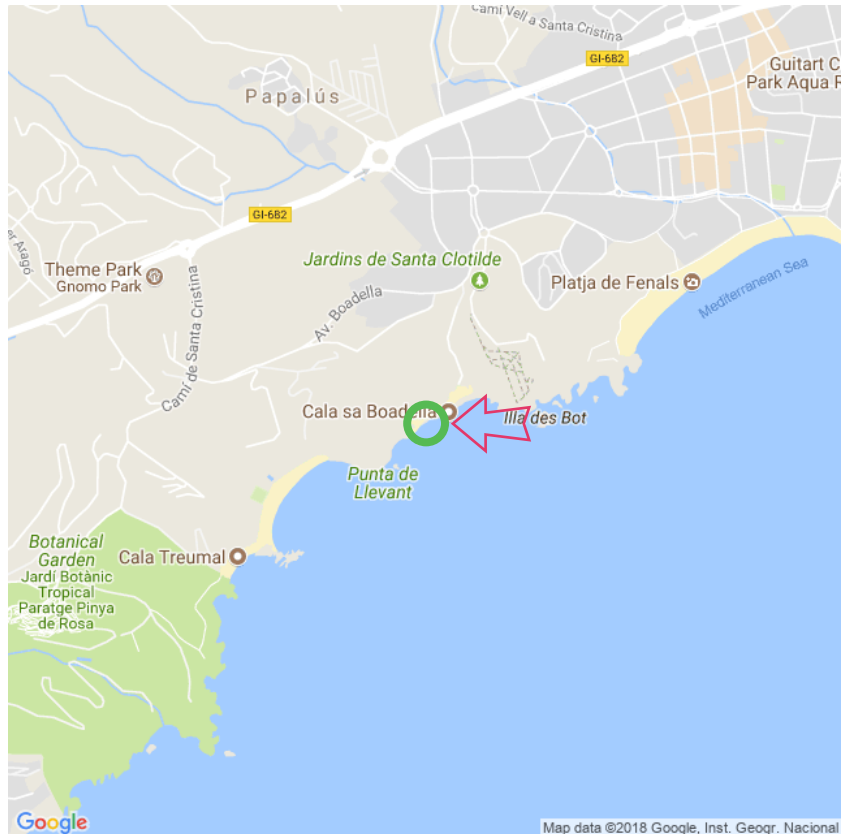 Camí Vell a Santa Cristina
GI-682
Guitart C
Park Aqua R
Papalús
GI-682
Jardins de Santa Clotilde
er Aragó
Theme Park
Gnomo Park
Platja de Fenals
Mediterranean Sea
Av. Boadella
Camí de Santa Cristina
Cala sa Boadella
Illa des Bot
Punta de
Llevant
Botanical
Garden
Jardí Botànic
Tropical
Paratge Pinya
de Rosa
Cala Treumal
Google
Map data ©2018 Google, Inst. Geogr. Nacional